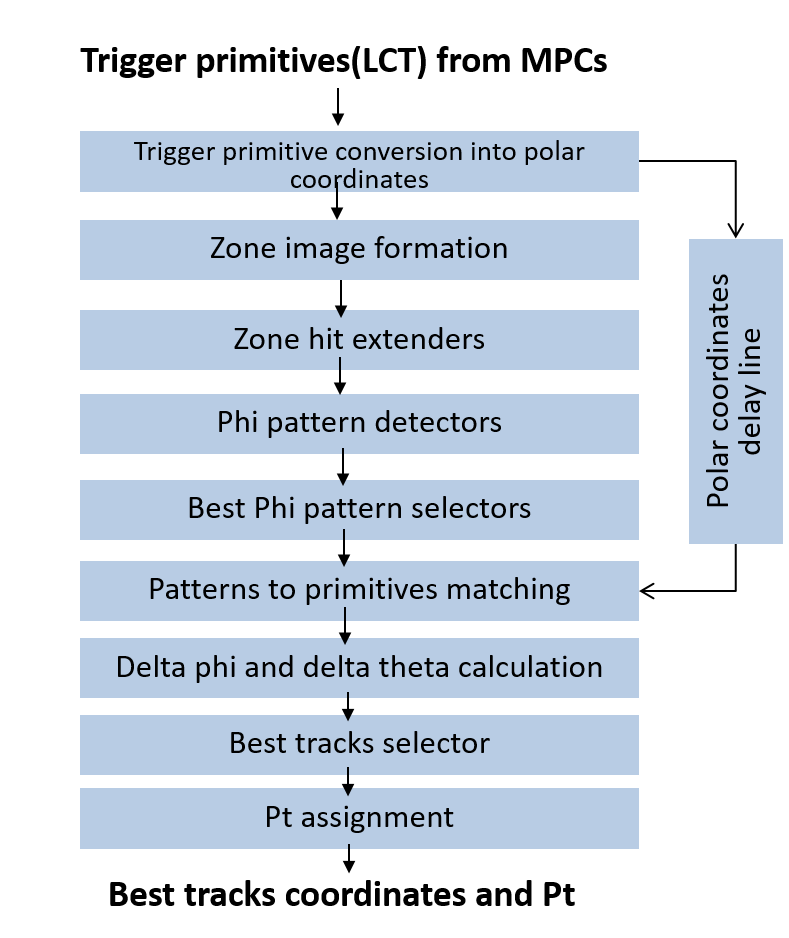 Trigger primitives(LCT) from MPCs
Trigger primitive conversion into polar
coordinates
Zone image formation
Zone hit extenders
Phi pattern detectors
Best Phi pattern selectors
Patterns to primitives matching
Delta phi and delta theta calculation
Best tracks selector
Pt assignment
Best tracks coordinates and Pt
Polar coordinates
delay line